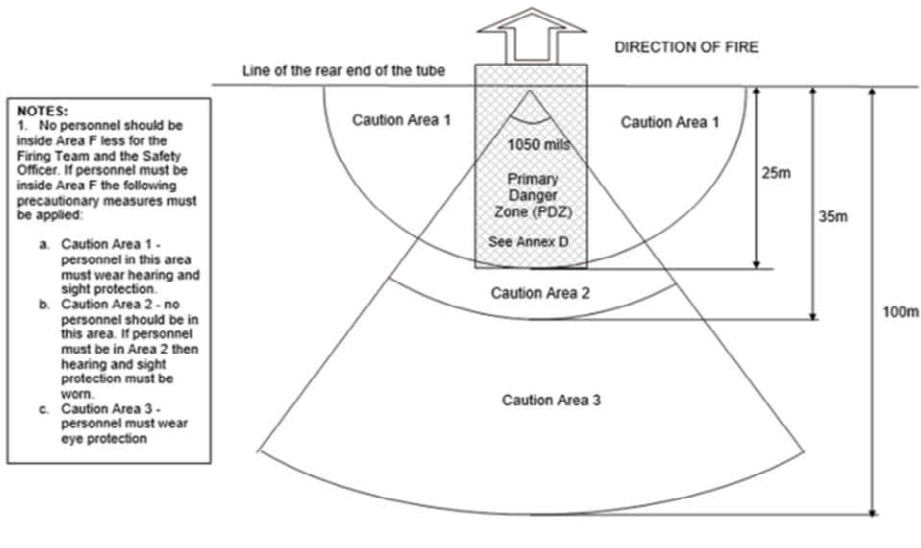 DIRECTION OF FIRE
Line of the rear end of the tube
NOTES:
1. No personnel should be
inside Area F less for the
Firing Team and the Safety
Officer. If personnel must be
inside Area F the following
precautionary measures must
be applied:
a. Caution Area 1 -
personnel in this area
must wear hearing and
sight protection.
b. Caution Area 2 - no
personnel should be in
this area. If personnel
must be in Area 2 then
hearing and sight
protection must be
worn.
c. Caution Area 3 -
personnel must wear
eye protection
Caution Area 1
Caution Area 1
1050 mils
Primary
Danger
Zone (PDZ)
See Annex D
25m
35m
100m
Caution Area 2
Caution Area 3